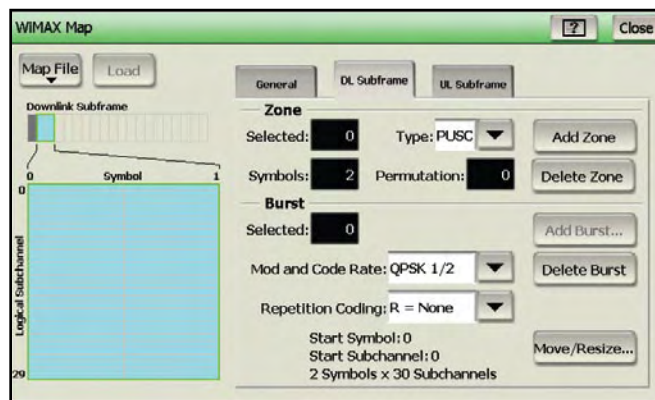 WiMAX Map
?
Close
Map File
Load
General
DL Subframe
UL Subframe
Downlink Subframe
0
Symbol
1
0
Logical Subchannel
29
Zone
Selected: 0
Type: PUSC
Add Zone
Symbols: 2
Permutation: 0
Delete Zone
Burst
Selected: 0
Add Burst...
Mod and Code Rate: QPSK 1/2
Delete Burst
Repetition Coding: R = None
Start Symbol: 0
Start Subchannel: 0
2 Symbols x 30 Subchannels
Move/Resize...